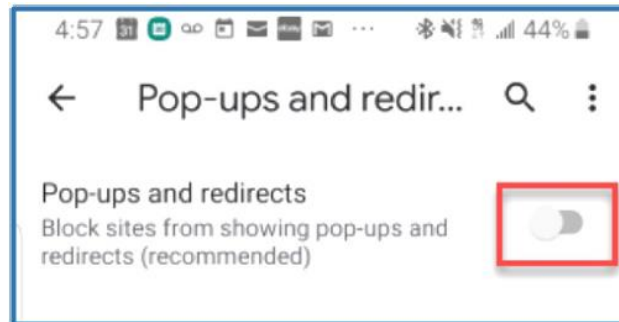 4:57 31 44%
Pop-ups and redir...
Pop-ups and redirects
Block sites from showing pop-ups and
redirects (recommended)